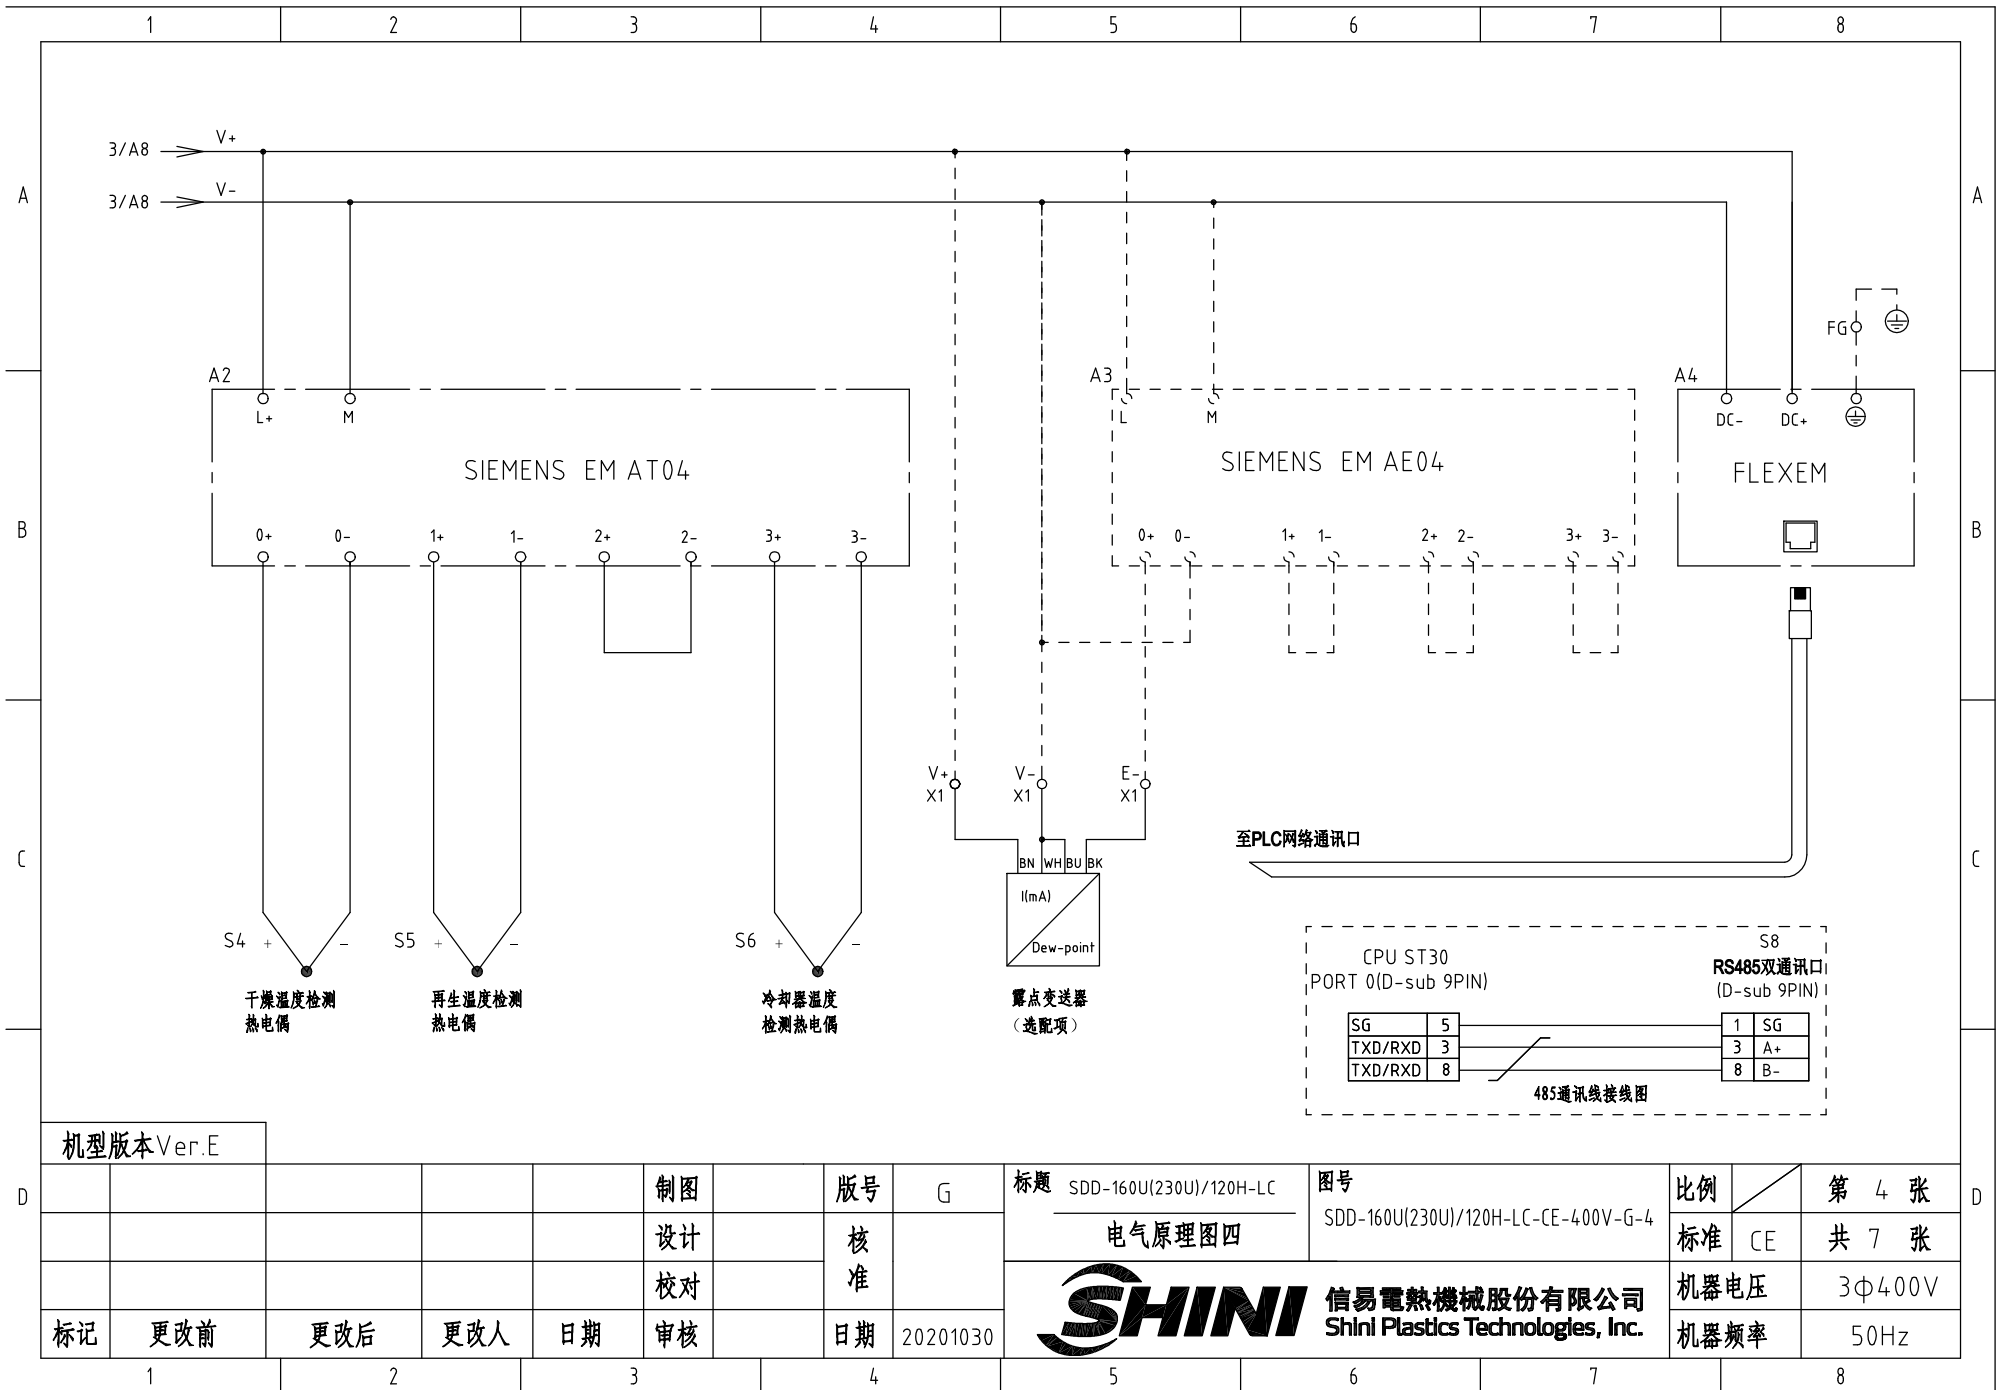 1 2 3 4 5 6 7 8
3/A8 V+
3/A8 V-
A A
FG
A2 A3 A4
L+ M L M DC- DC+
SIEMENS EM AT04 SIEMENS EM AE04 FLEXEM
B B
0+ 0- 1+ 1- 2+ 2- 3+ 3- 0+ 0- 1+ 1- 2+ 2- 3+ 3-
V+ V- E-
X1 X1 X1
至PLC网络通讯口
C C
BN WH BU BK
I(mA)
Dew-point
S4 + - S5 + - S6 + -
干燥温度检测
热电偶
再生温度检测
热电偶
冷却器温度
检测热电偶
露点变送器
（选配项）
CPU ST30
PORT 0(D-sub 9PIN)
S8
RS485双通讯口
(D-sub 9PIN)
SG 5 1 SG
TXD/RXD 3 3 A+
TXD/RXD 8 8 B-
485通讯线接线图
机型版本Ver.E
D D
制图 版号 G
设计 核
校对 准
标记 更改前 更改后 更改人 日期 审核 日期 20201030
标题 SDD-160U(230U)/120H-LC
电气原理图四
图号
SDD-160U(230U)/120H-LC-CE-400V-G-4
比例 第 4 张
标准 CE 共 7 张
机器电压 3ф400V
机器频率 50Hz
SHINI
信易電熱機械股份有限公司
Shini Plastics Technologies, Inc.
1 2 3 4 5 6 7 8